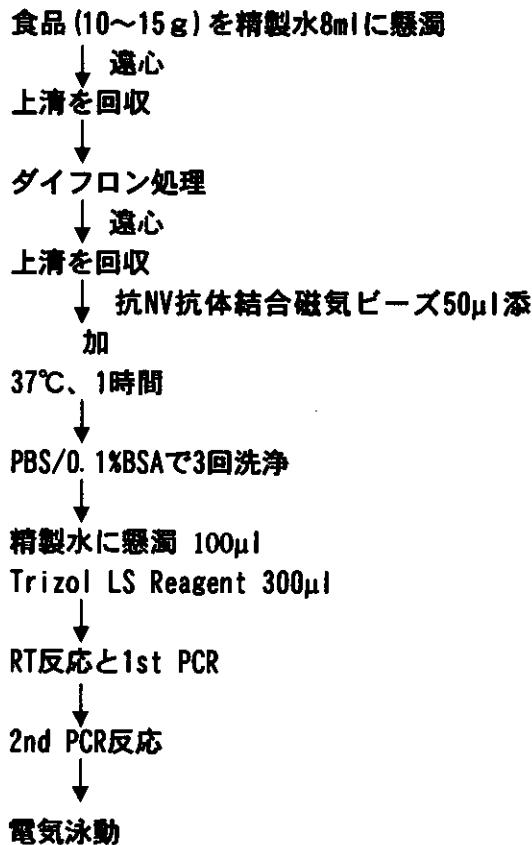 食品(10～15g)を精製水8mlに懸濁
遠心
上清を回収
ダイフロン処理
遠心
上清を回収
抗NV抗体結合磁気ビーズ50μl添
加
37℃、1時間
PBS/0.1%BSAで3回洗浄
精製水に懸濁 100μl
Trizol LS Reagent 300μl
RT反応と1st PCR
2nd PCR反応
電気泳動